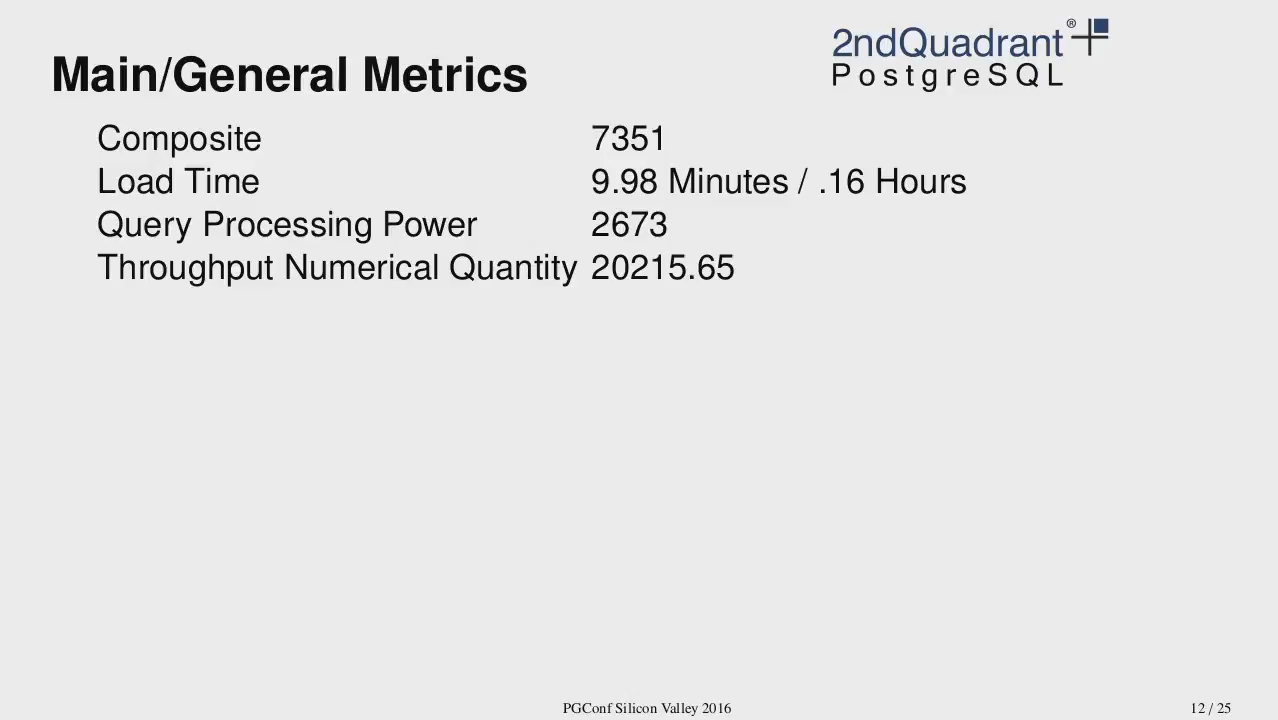 2ndQuadrant®
PostgreSQL
Main/General Metrics
Composite 7351
Load Time 9.98 Minutes / .16 Hours
Query Processing Power 2673
Throughput Numerical Quantity 20215.65
PGConf Silicon Valley 2016 12 / 25